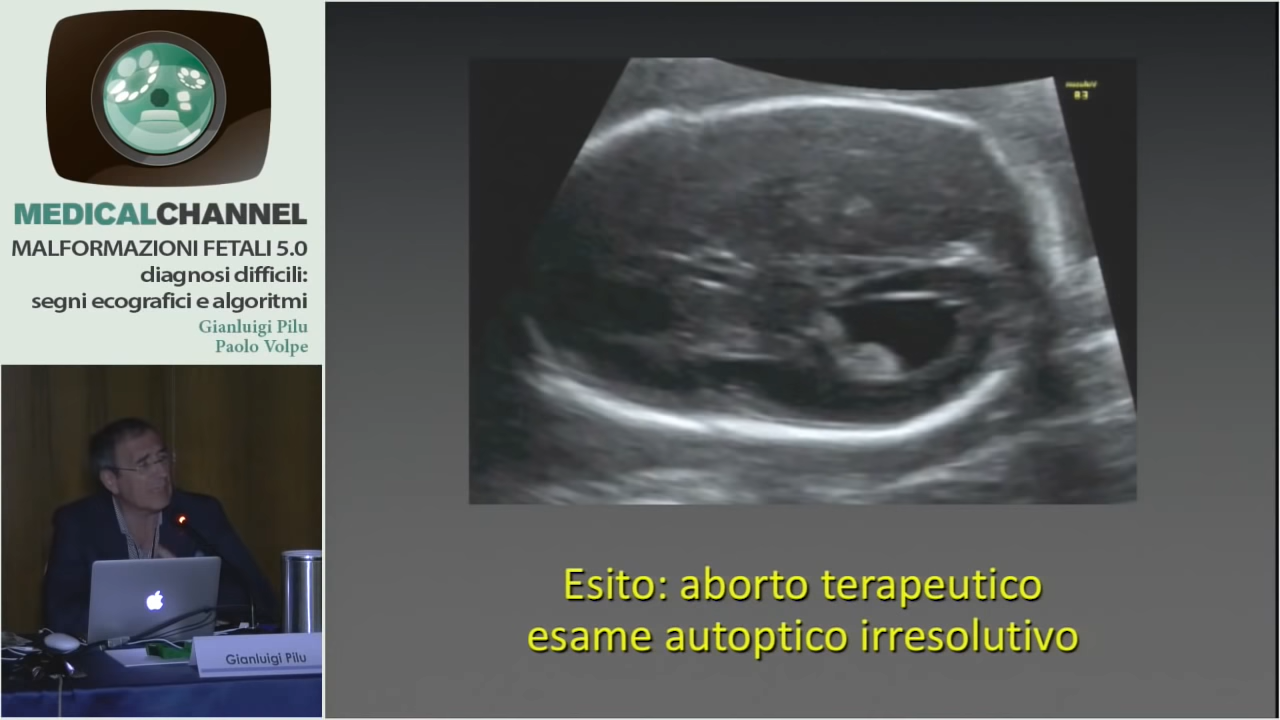 MEDICALCHANNEL
MALFORMAZIONI FETALI 5.0
diagnosi difficili:
segni ecografici e algoritmi
Gianluigi Pilu
Paolo Volpe
Esito: aborto terapeutico
esame autoptico irresolutivo
Gianluigi Pilu